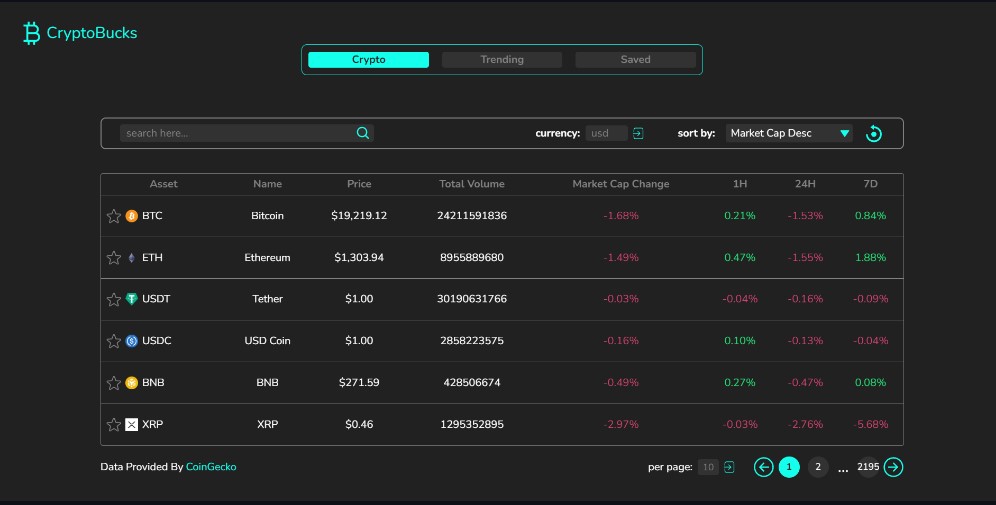 CryptoBucks
Crypto Trending Saved
search here... currency: usd sort by: Market Cap Desc
Asset Name Price Total Volume Market Cap Change 1H 24H 7D
BTC Bitcoin $19,219.12 24211591836 -1.68% 0.21% -1.53% 0.84%
ETH Ethereum $1,303.94 8955889680 -1.49% 0.47% -1.55% 1.88%
USDT Tether $1.00 30190631766 -0.03% -0.04% -0.16% -0.09%
USDC USD Coin $1.00 2858223575 -0.16% 0.10% -0.13% -0.04%
BNB BNB $271.59 428506674 -0.49% 0.27% -0.47% 0.08%
XRP XRP $0.46 1295352895 -2.97% -0.03% -2.76% -5.68%
Data Provided By CoinGecko per page: 10 1 2 ... 2195